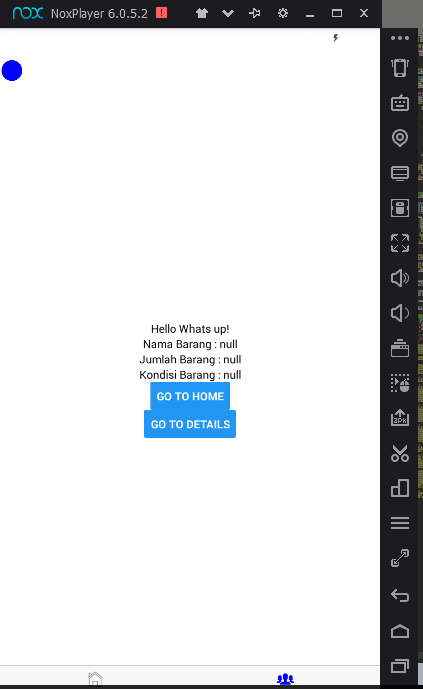 nox NoxPlayer 6.0.5.2 !
Hello Whats up!
Nama Barang : null
Jumlah Barang : null
Kondisi Barang : null
GO TO HOME
GO TO DETAILS